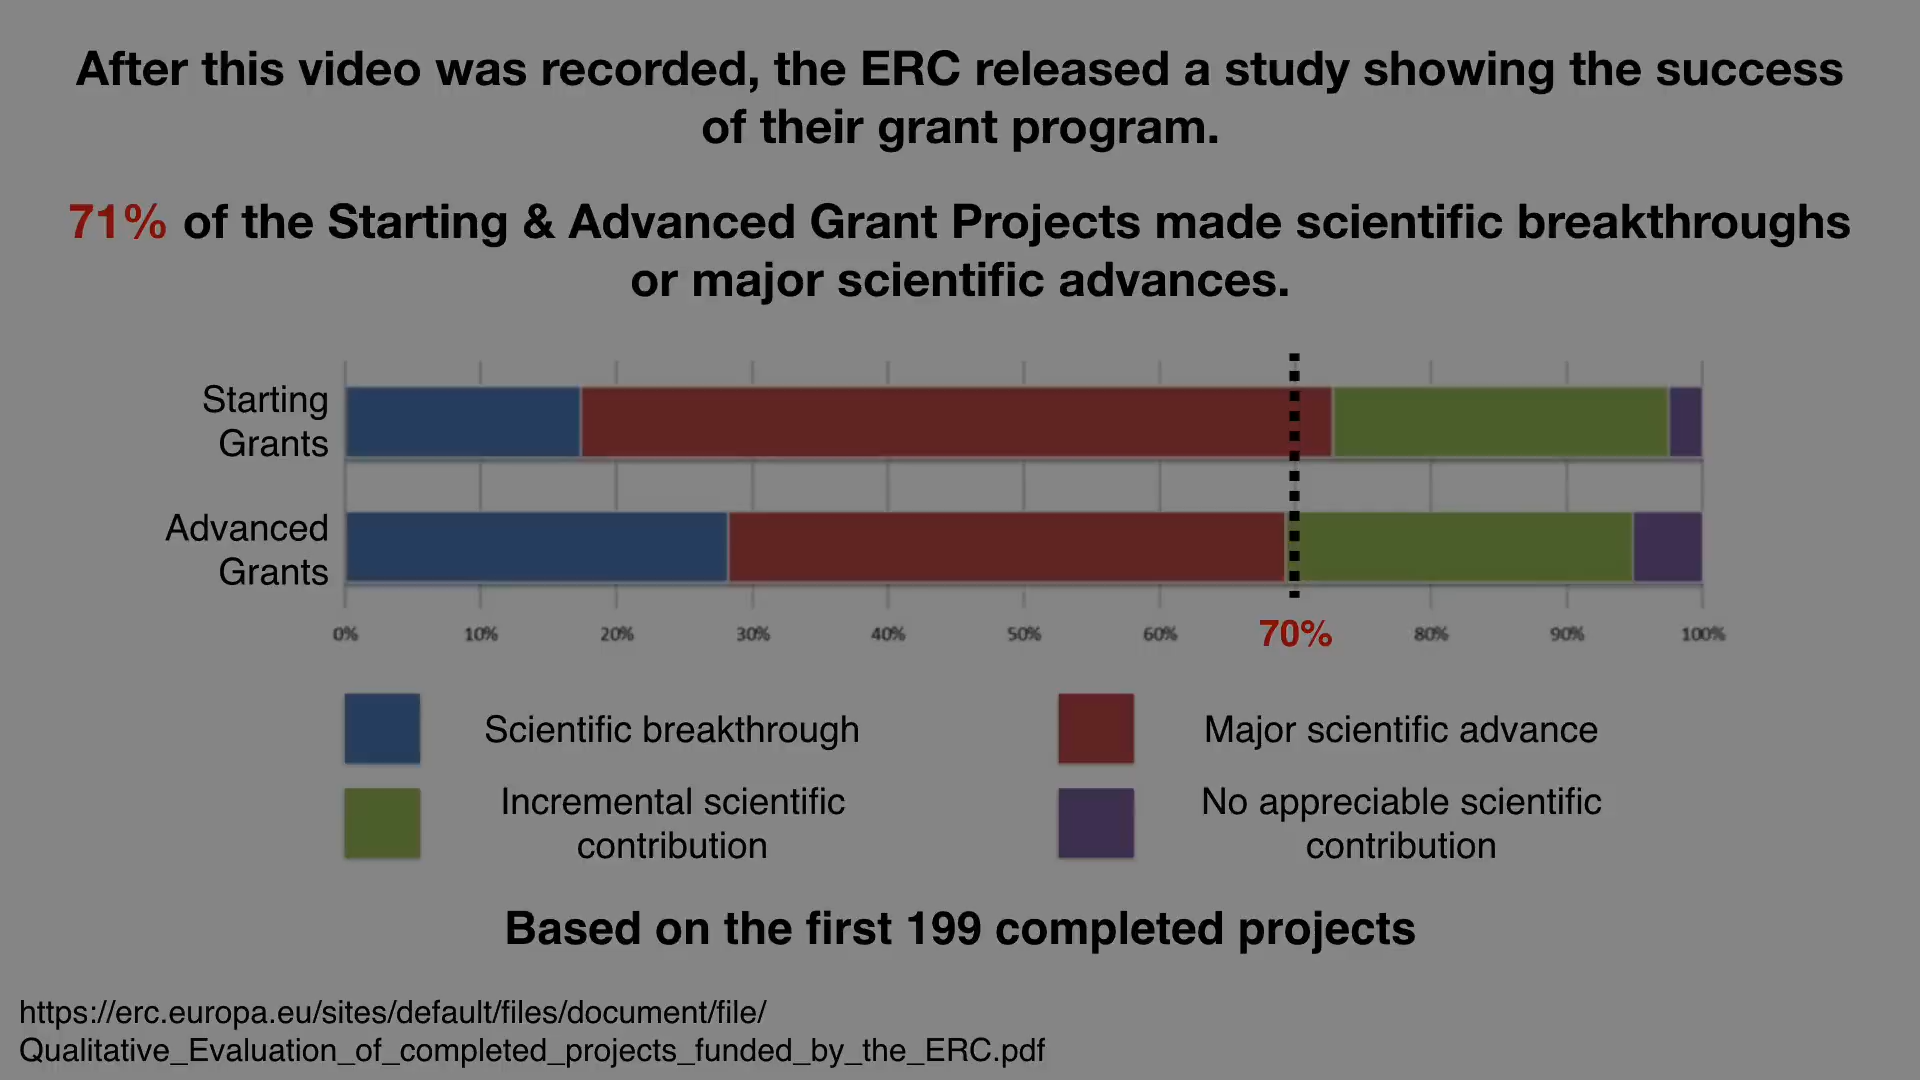 After this video was recorded, the ERC released a study showing the success
of their grant program.
71% of the Starting & Advanced Grant Projects made scientific breakthroughs
or major scientific advances.
Starting
Grants
Advanced
Grants
0% 10% 20% 30% 40% 50% 60% 70% 80% 90% 100%
Scientific breakthrough
Major scientific advance
Incremental scientific
contribution
No appreciable scientific
contribution
Based on the first 199 completed projects
https://erc.europa.eu/sites/default/files/document/file/
Qualitative_Evaluation_of_completed_projects_funded_by_the_ERC.pdf